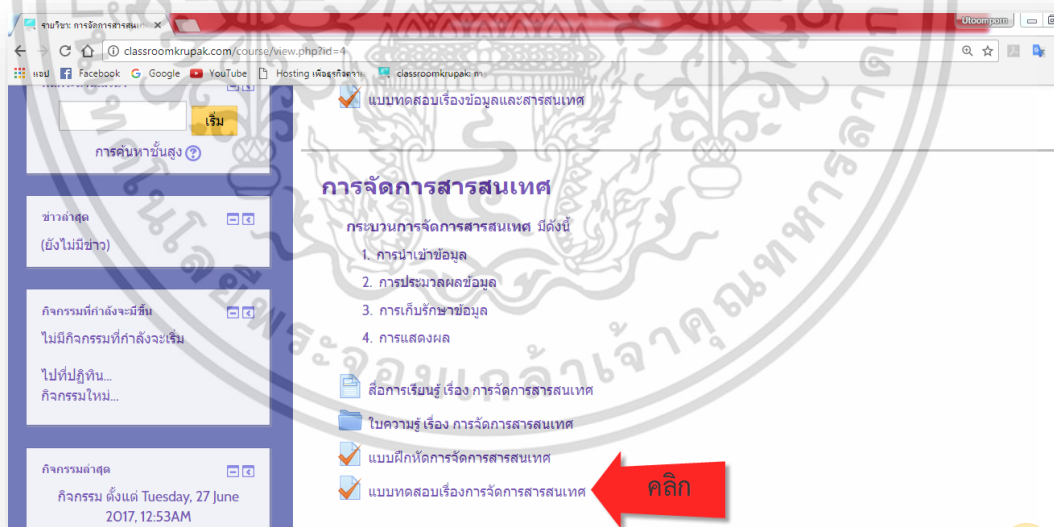 รายวิชา: การจัดการสารสนเท
Utoomporn
classroomkrupak.com/course/view.php?id=4
แอป Facebook Google YouTube Hosting เพื่อธุรกิจความ classroomkrupak: กา
แบบทดสอบเรื่องข้อมูลและสารสนเทศ
เริ่ม
การค้นหาชั้นสูง
การจัดการสารสนเทศ
กระบวนการจัดการสารสนเทศ มีดังนี้
1. การนำเข้าข้อมูล
2. การประมวลผลข้อมูล
3. การเก็บรักษาข้อมูล
4. การแสดงผล
สื่อการเรียนรู้ เรื่อง การจัดการสารสนเทศ
ใบความรู้ เรื่อง การจัดการสารสนเทศ
แบบฝึกหัดการจัดการสารสนเทศ
แบบทดสอบเรื่องการจัดการสารสนเทศ
คลิก
ข่าวล่าสุด
(ยังไม่มีข่าว)
กิจกรรมที่กำลังจะมีขึ้น
ไม่มีกิจกรรมที่กำลังจะเริ่ม
ไปที่ปฏิทิน...
กิจกรรมใหม่...
กิจกรรมล่าสุด
กิจกรรม ตั้งแต่ Tuesday, 27 June
2017, 12:53AM